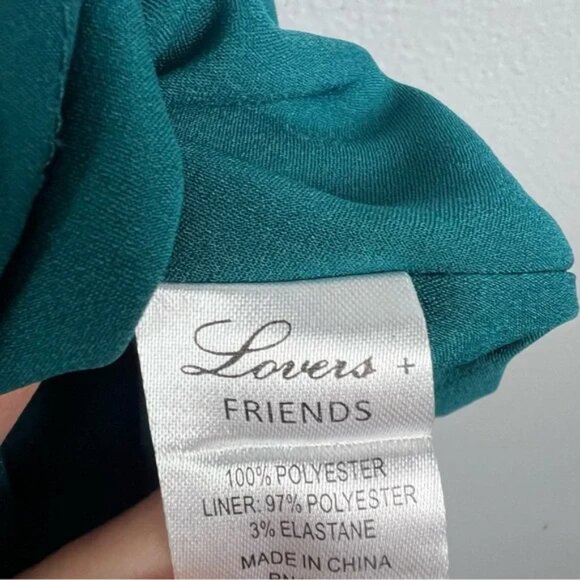 Lovers +
FRIENDS
100% POLYESTER
LINER: 97% POLYESTER
3% ELASTANE
MADE IN CHINA